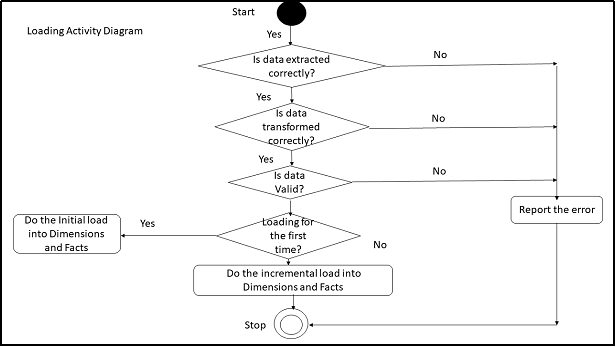 Start
Loading Activity Diagram
Yes
Is data extracted
correctly?
No
Yes
Is data
transformed
correctly?
No
Yes
Is data
Valid?
No
Report the error
Do the Initial load
into Dimensions
and Facts
Yes
Loading for
the first
time?
No
Do the incremental load into
Dimensions and Facts
Stop